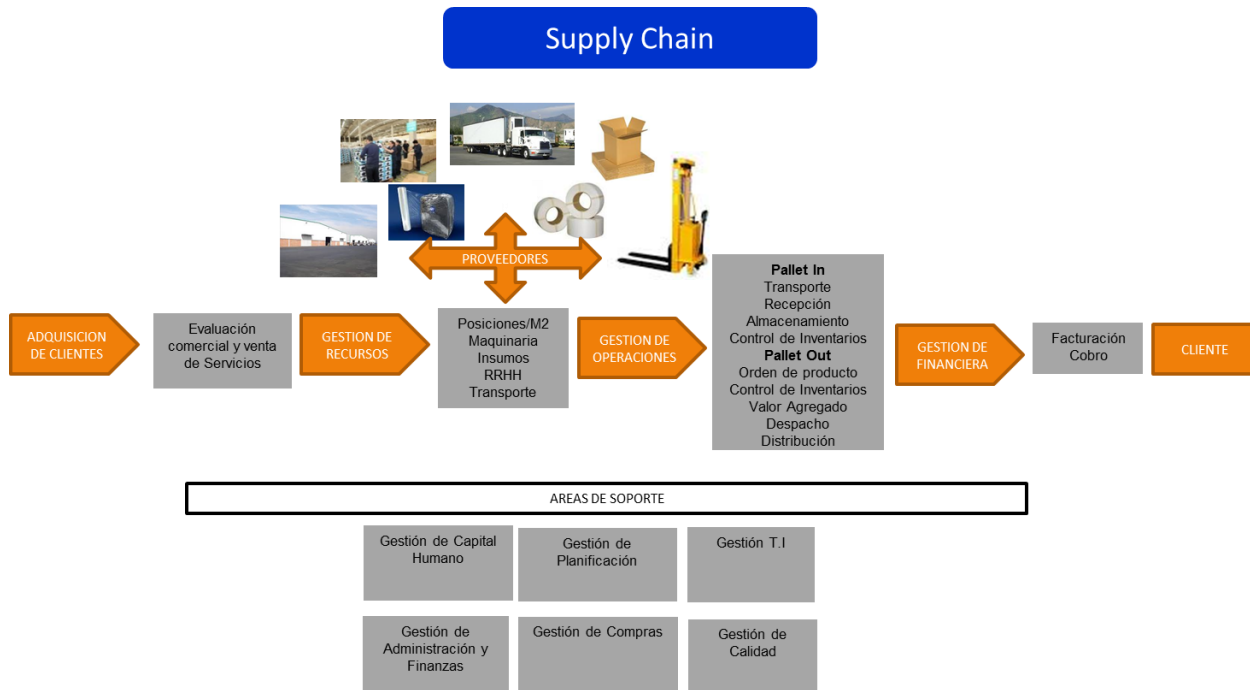 Supply Chain
PROVEEDORES
ADQUISICION
DE CLIENTES
Evaluación
comercial y venta
de Servicios
GESTION DE
RECURSOS
Posiciones/M2
Maquinaria
Insumos
RRHH
Transporte
GESTION DE
OPERACIONES
Pallet In
Transporte
Recepción
Almacenamiento
Control de Inventarios
Pallet Out
Orden de producto
Control de Inventarios
Valor Agregado
Despacho
Distribución
GESTION DE
FINANCIERA
Facturación
Cobro
CLIENTE
AREAS DE SOPORTE
Gestión de Capital
Humano
Gestión de
Planificación
Gestión T.I
Gestión de
Administración y
Finanzas
Gestión de Compras
Gestión de
Calidad